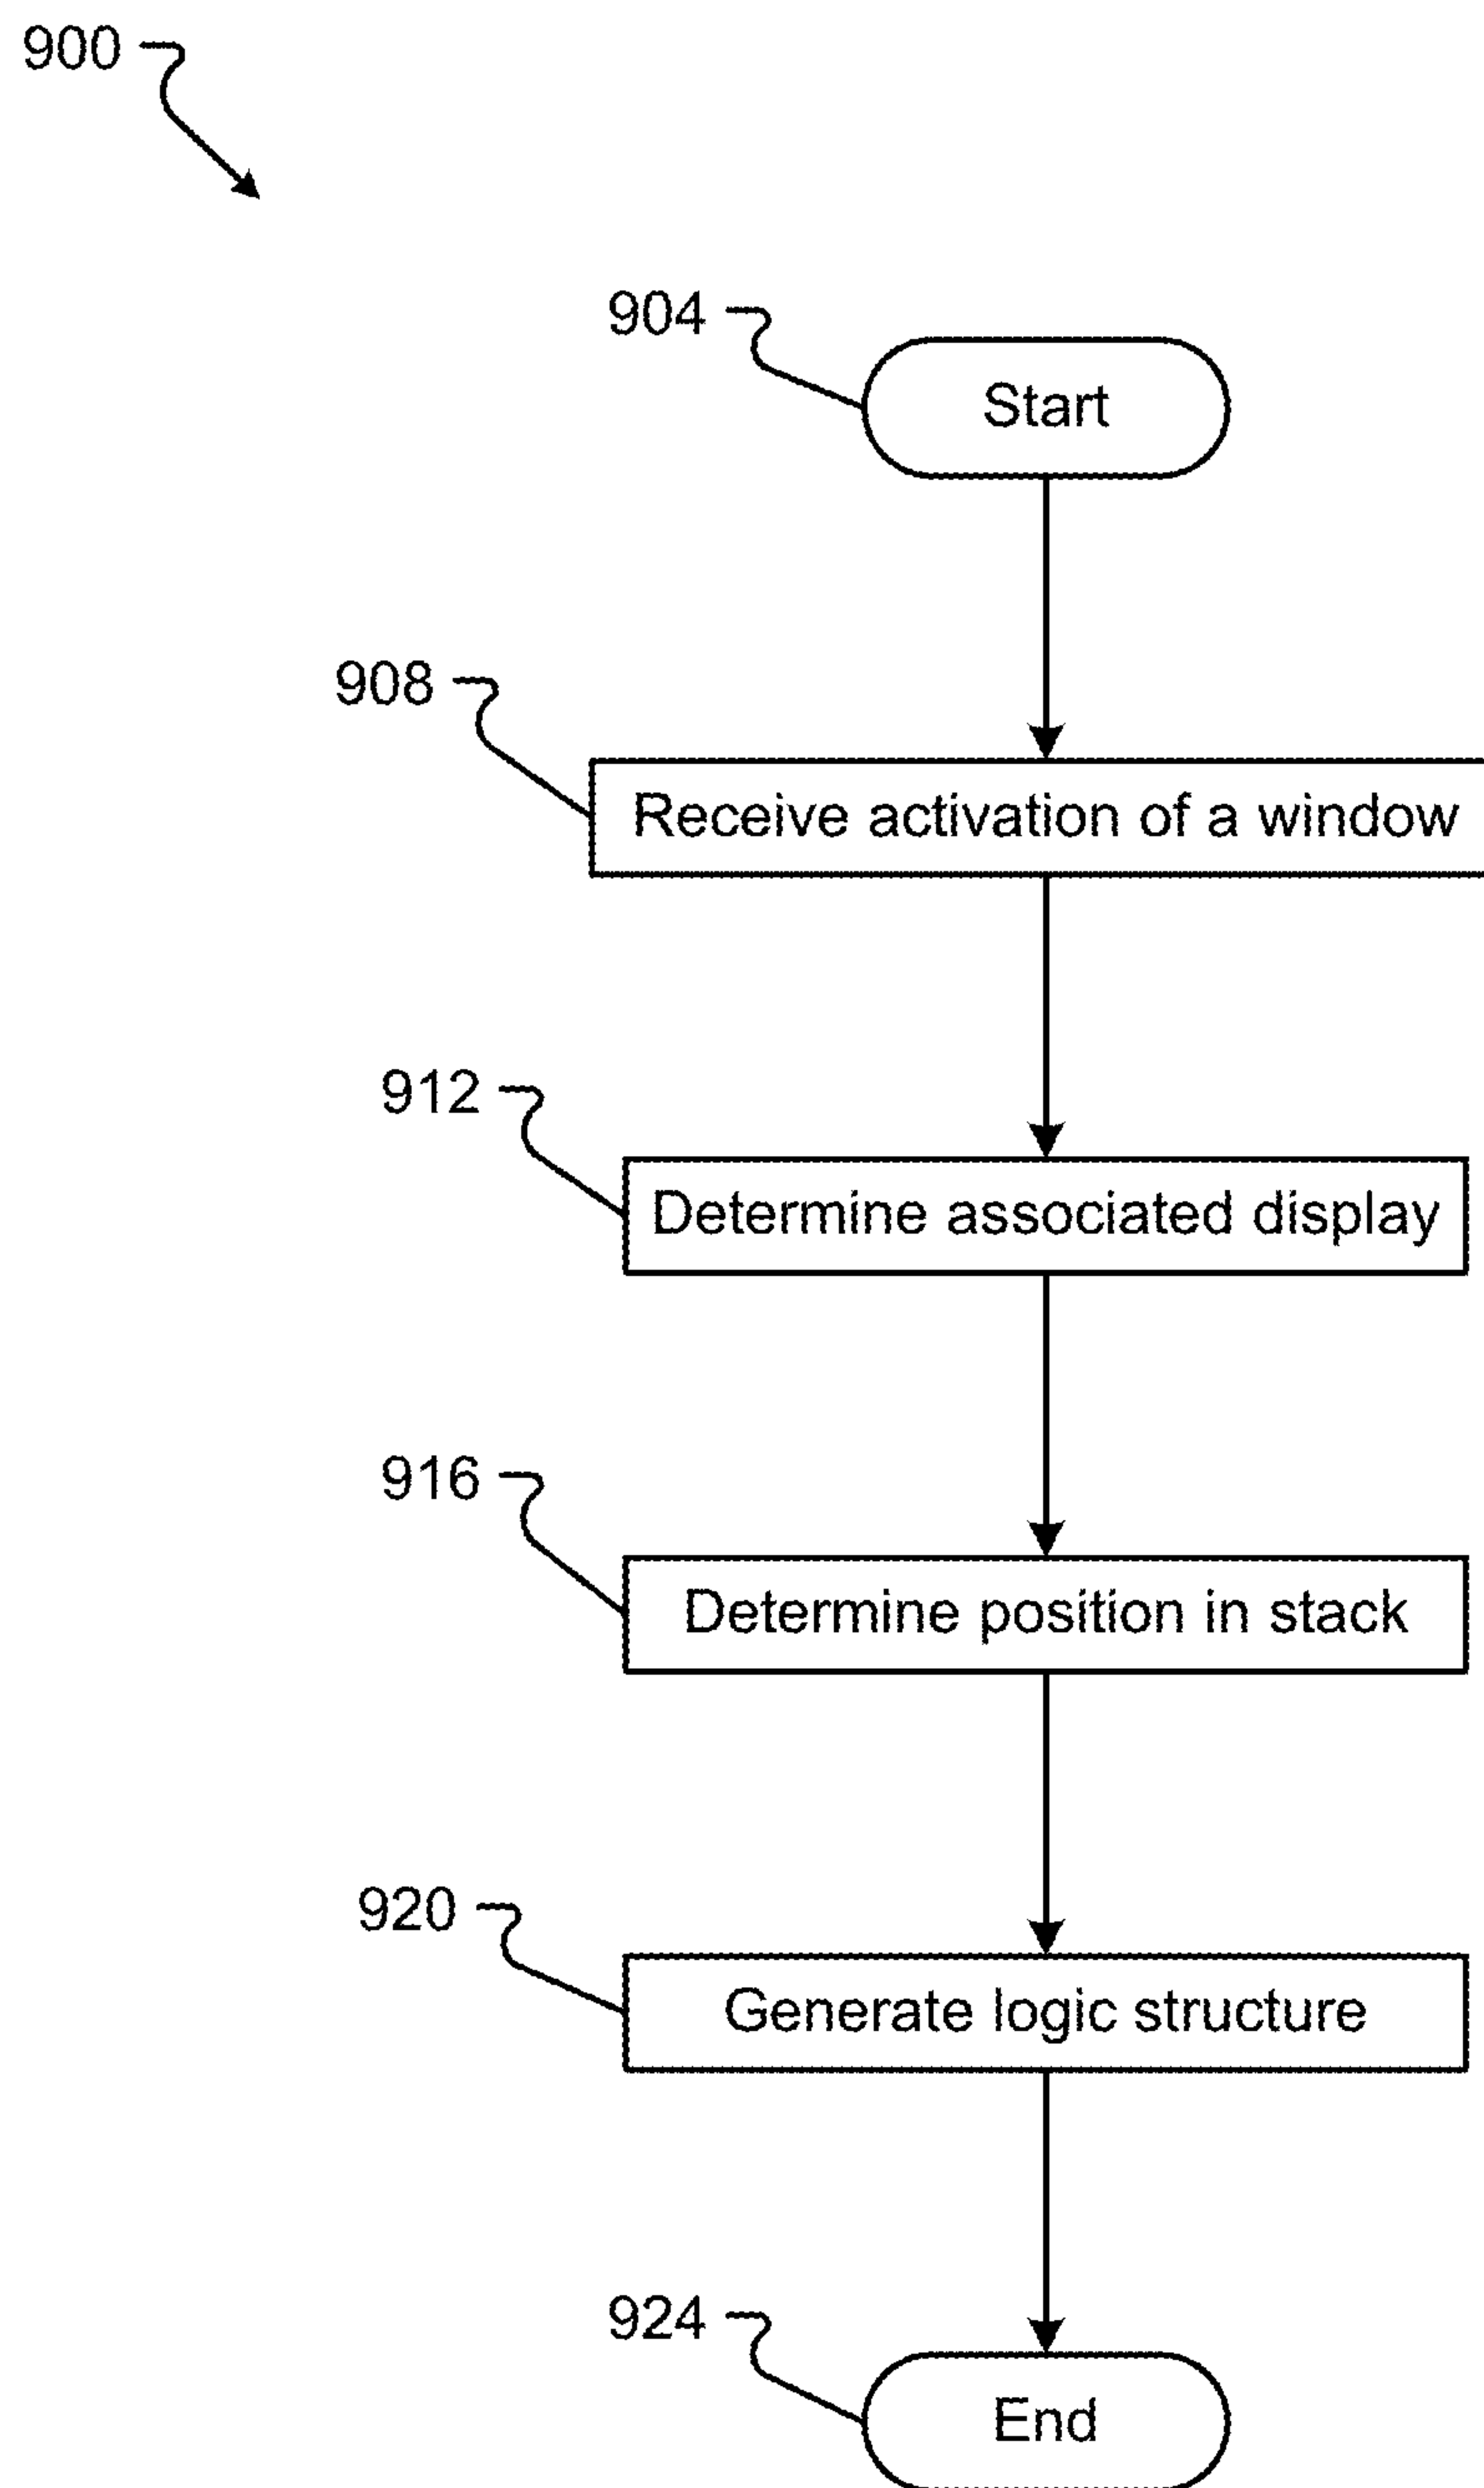 900
904
Start
908
Receive activation of a window
912
Determine associated display
916
Determine position in stack
920
Generate logic structure
924
End